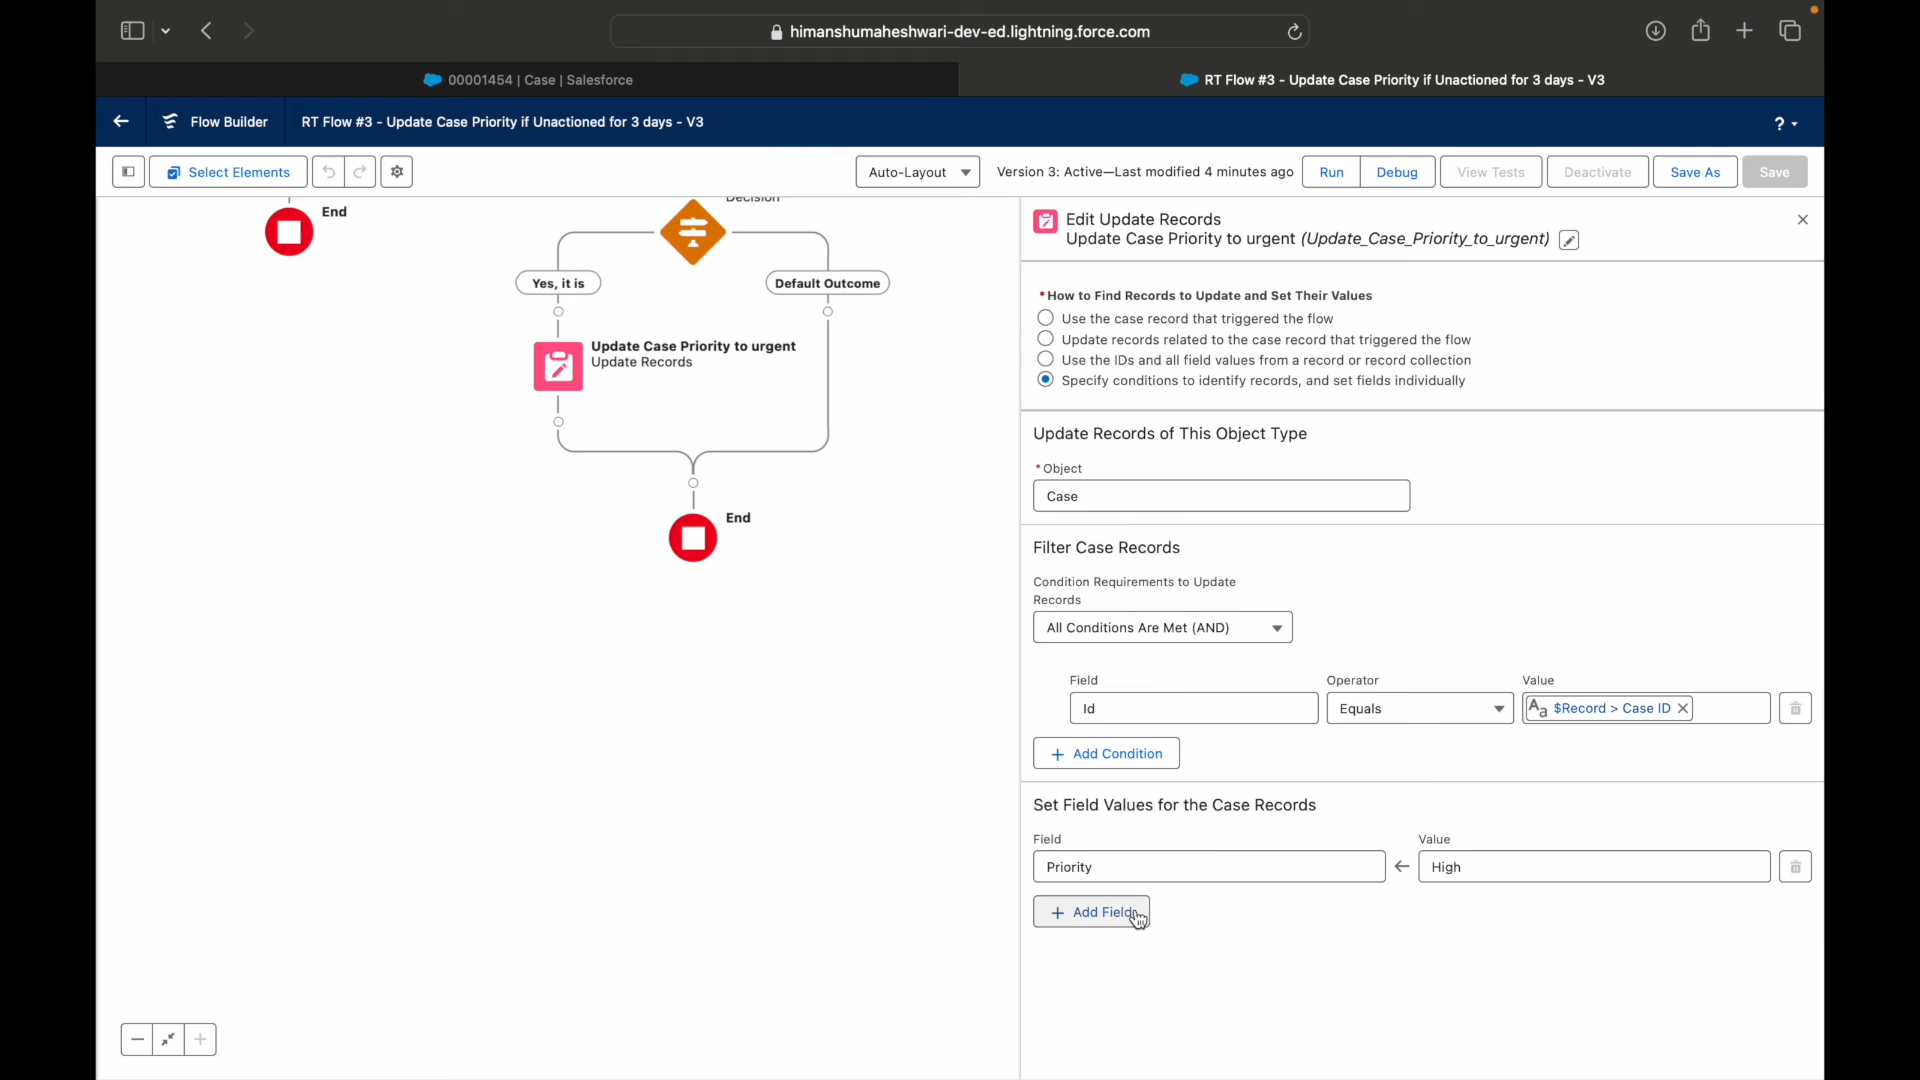 himanshumaheshwari-dev-ed.lightning.force.com
00001454 | Case | Salesforce
RT Flow #3 - Update Case Priority if Unactioned for 3 days - V3
Flow Builder
RT Flow #3 - Update Case Priority if Unactioned for 3 days - V3
?
Select Elements
Auto-Layout
Version 3: Active—Last modified 4 minutes ago
Run
Debug
View Tests
Deactivate
Save As
Save
End
Decision
Yes, it is
Default Outcome
Update Case Priority to urgent
Update Records
End
Edit Update Records
Update Case Priority to urgent (Update_Case_Priority_to_urgent)
* How to Find Records to Update and Set Their Values
Use the case record that triggered the flow
Update records related to the case record that triggered the flow
Use the IDs and all field values from a record or record collection
Specify conditions to identify records, and set fields individually
Update Records of This Object Type
* Object
Case
Filter Case Records
Condition Requirements to Update
Records
All Conditions Are Met (AND)
Field
Operator
Value
Id
Equals
Aa $Record > Case ID
+ Add Condition
Set Field Values for the Case Records
Field
Value
Priority
High
+ Add Field